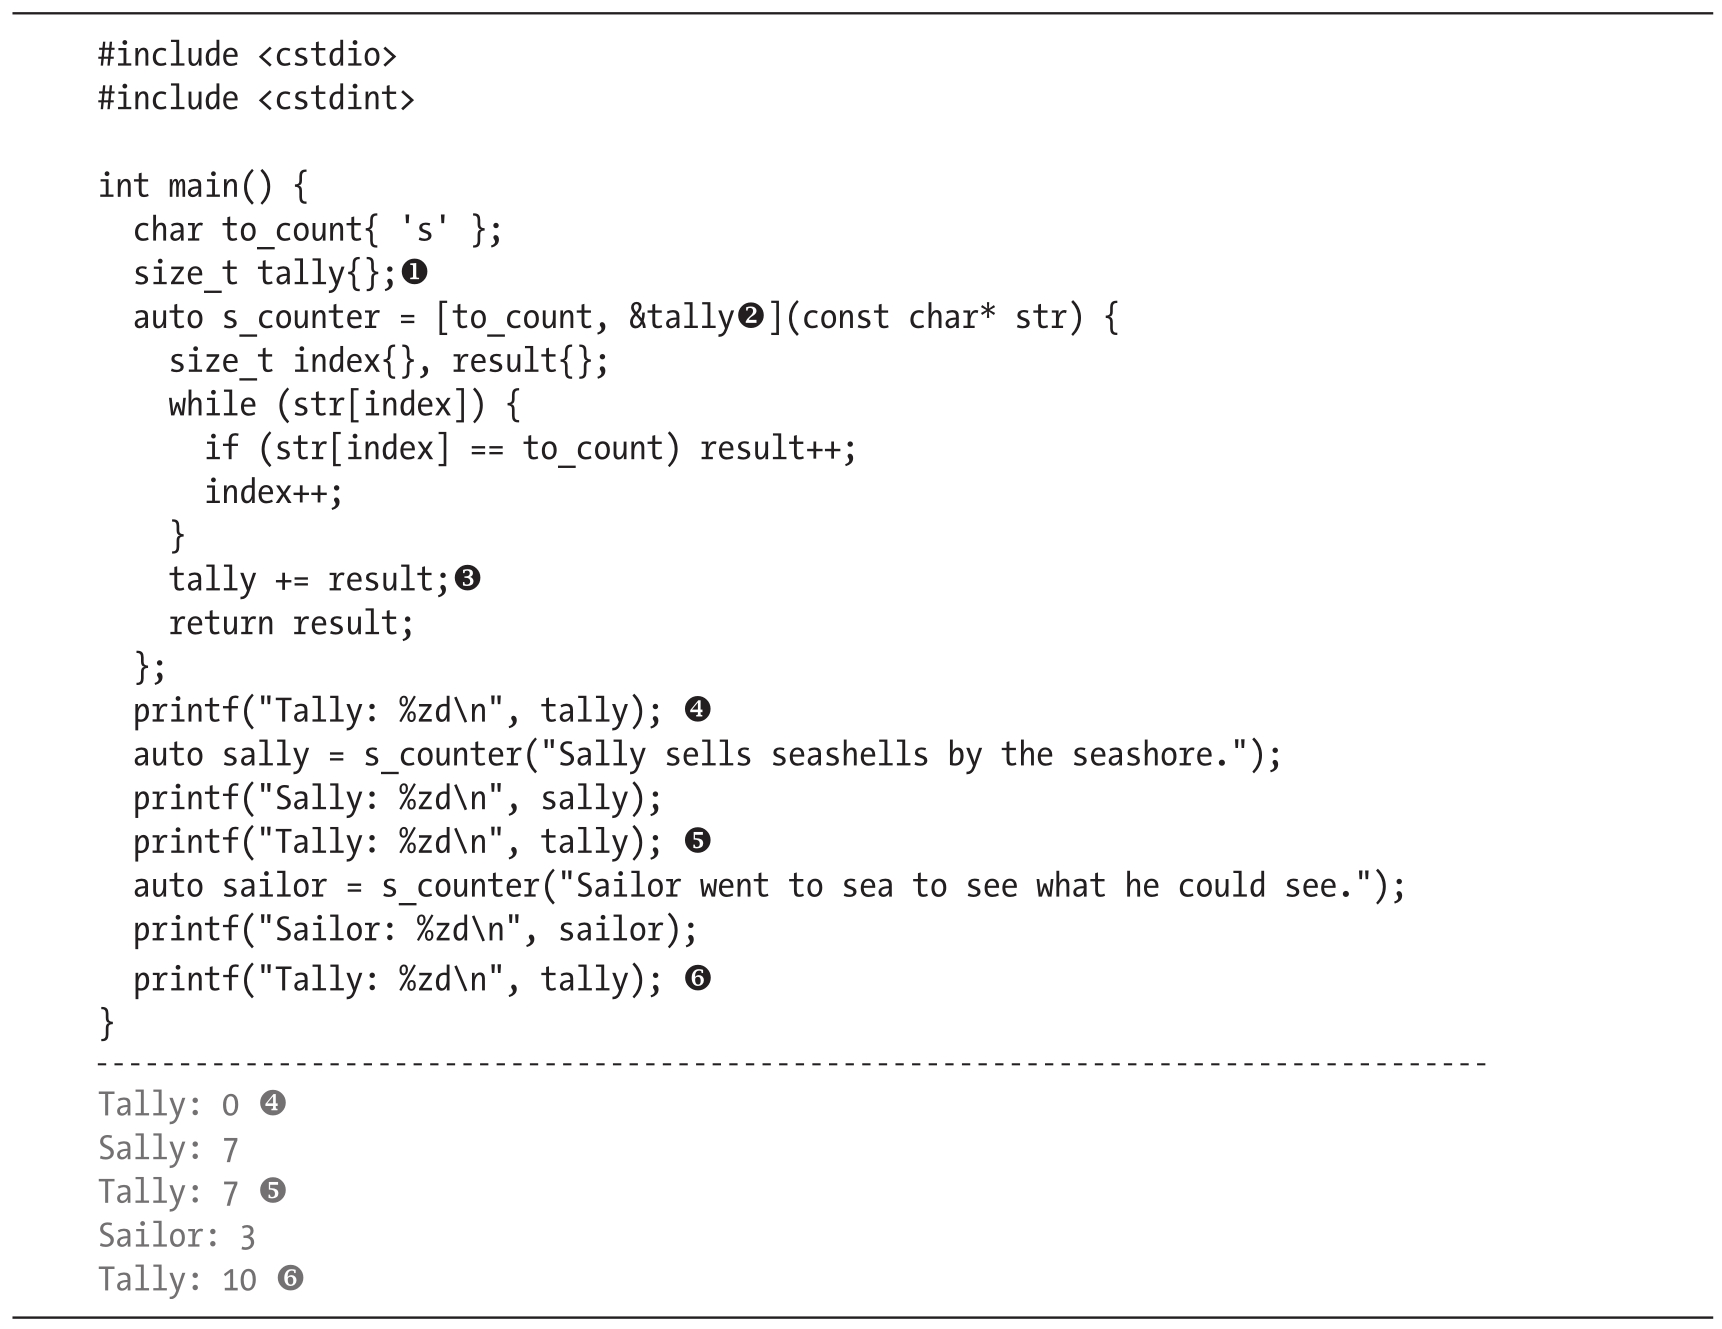 #include <cstdio>
#include <cstdint>

int main() {
  char to_count{ 's' };
  size_t tally{};❶
  auto s_counter = [to_count, &tally❷](const char* str) {
    size_t index{}, result{};
    while (str[index]) {
      if (str[index] == to_count) result++;
      index++;
    }
    tally += result;❸
    return result;
  };
  printf("Tally: %zd\n", tally); ❹
  auto sally = s_counter("Sally sells seashells by the seashore.");
  printf("Sally: %zd\n", sally);
  printf("Tally: %zd\n", tally); ❺
  auto sailor = s_counter("Sailor went to sea to see what he could see.");
  printf("Sailor: %zd\n", sailor);
  printf("Tally: %zd\n", tally); ❻
}
Tally: 0 ❹
Sally: 7
Tally: 7 ❺
Sailor: 3
Tally: 10 ❻